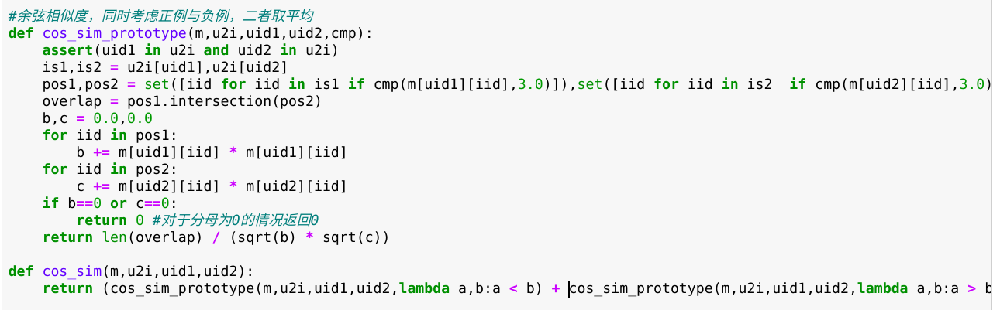 #余弦相似度，同时考虑正例与负例，二者取平均
def cos_sim_prototype(m,u2i,uid1,uid2,cmp):
    assert(uid1 in u2i and uid2 in u2i)
    is1,is2 = u2i[uid1],u2i[uid2]
    pos1,pos2 = set([iid for iid in is1 if cmp(m[uid1][iid],3.0)]),set([iid for iid in is2  if cmp(m[uid2][iid],3.0)
    overlap = pos1.intersection(pos2)
    b,c = 0.0,0.0
    for iid in pos1:
        b += m[uid1][iid] * m[uid1][iid]
    for iid in pos2:
        c += m[uid2][iid] * m[uid2][iid]
    if b==0 or c==0:
        return 0 #对于分母为0的情况返回0
    return len(overlap) / (sqrt(b) * sqrt(c))

def cos_sim(m,u2i,uid1,uid2):
    return (cos_sim_prototype(m,u2i,uid1,uid2,lambda a,b:a < b) + cos_sim_prototype(m,u2i,uid1,uid2,lambda a,b:a > b